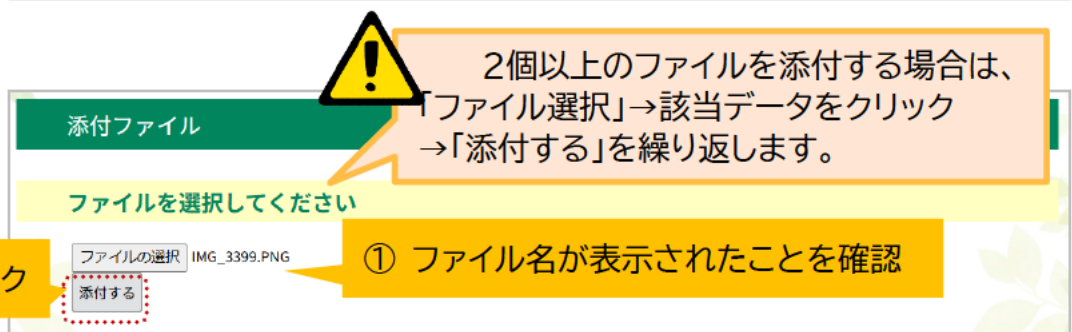 2個以上のファイルを添付する場合は、
「ファイル選択」→該当データをクリック
→「添付する」を繰り返します。
添付ファイル
ファイルを選択してください
ファイルの選択 IMG_3399.PNG
① ファイル名が表示されたことを確認
ク
添付する